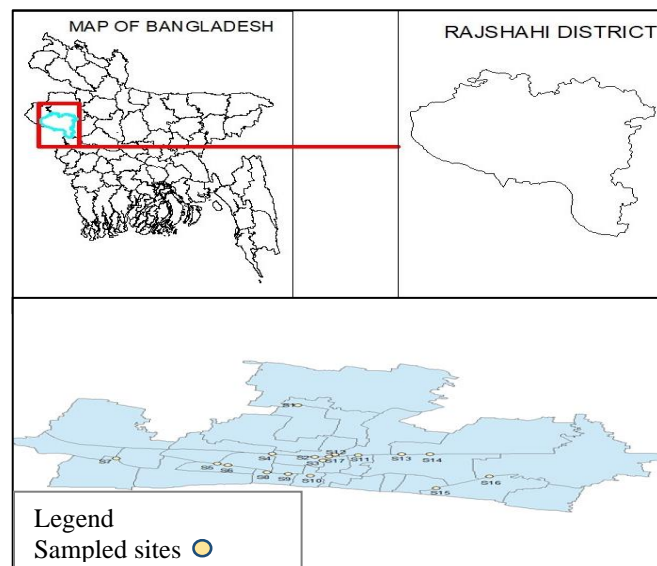 MAP OF BANGLADESH
RAJSHAHI DISTRICT
S1
S12
S4 S2 S3 S17 S11 S13 S14
S7
S5 S6
S8 S9 S10
S16
S15
Legend
Sampled sites